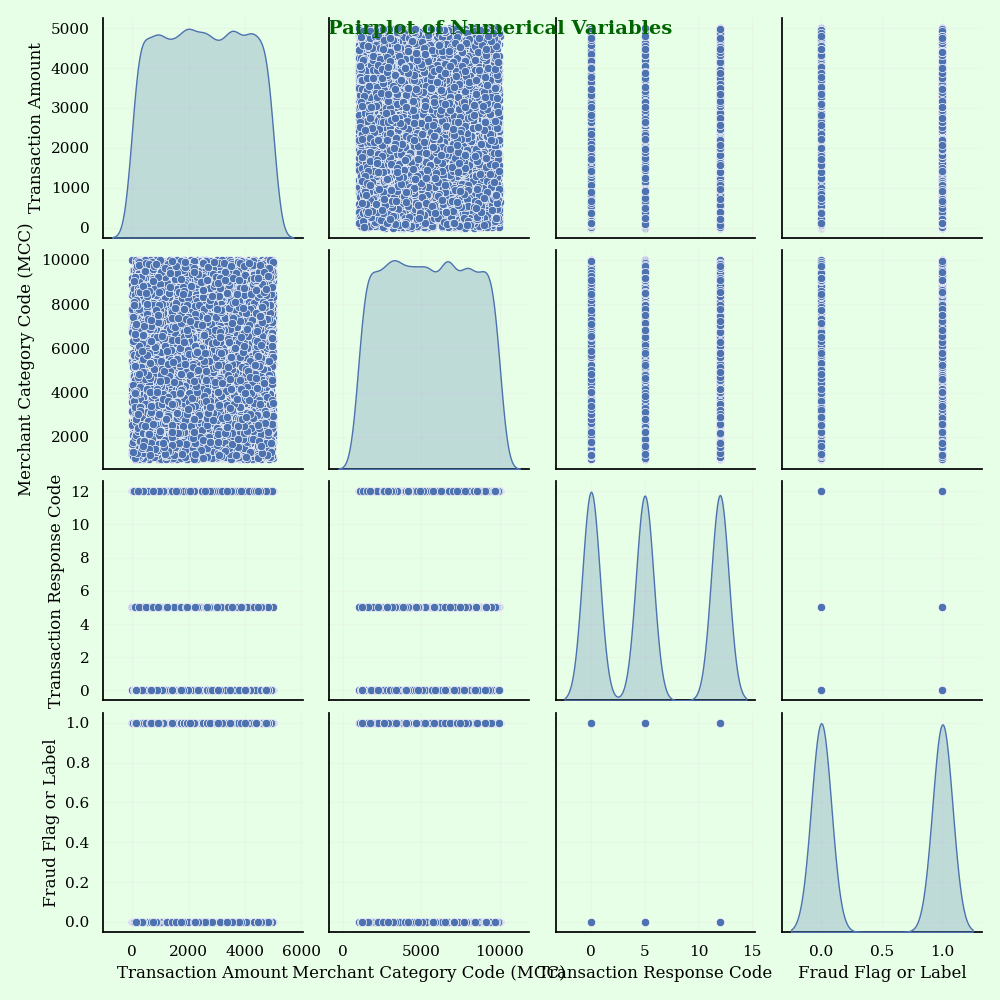 Pairplot of Numerical Variables
Transaction Amount
5000
4000
3000
2000
1000
0
Merchant Category Code (MCC)
10000
8000
6000
4000
2000
Transaction Response Code
12
10
8
6
4
2
0
Fraud Flag or Label
1.0
0.8
0.6
0.4
0.2
0.0
0 2000 4000 6000
0 5000 10000
0 5 10 15
0.0 0.5 1.0
Transaction Amount
Merchant Category Code (MCC)
Transaction Response Code
Fraud Flag or Label